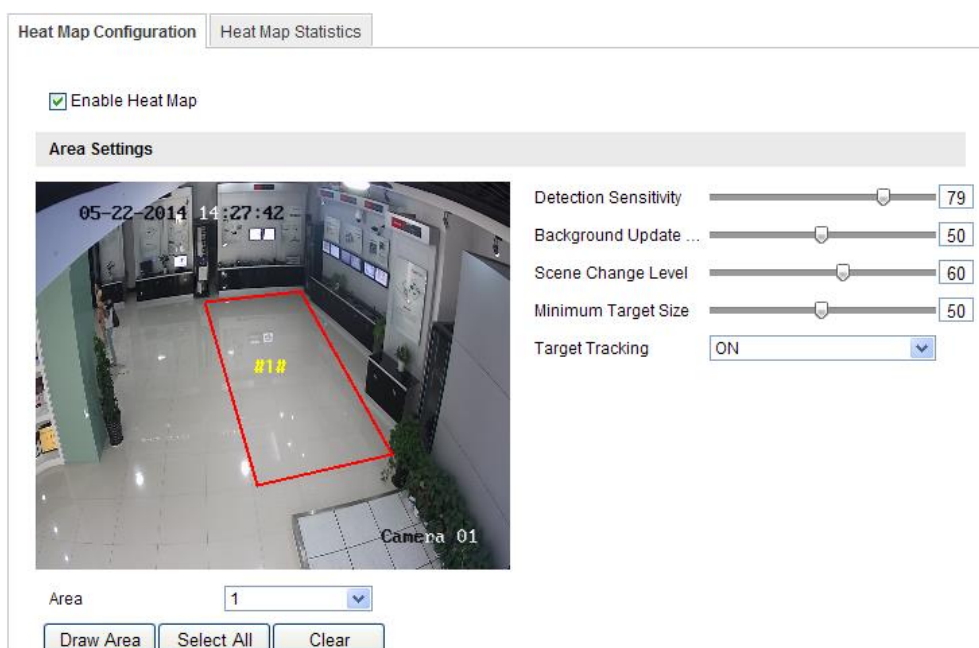 Heat Map Configuration
Heat Map Statistics
Enable Heat Map
Area Settings
05-22-2014 14:27:42
#1#
Camera 01
Detection Sensitivity 79
Background Update ... 50
Scene Change Level 60
Minimum Target Size 50
Target Tracking ON
Area 1
Draw Area Select All Clear